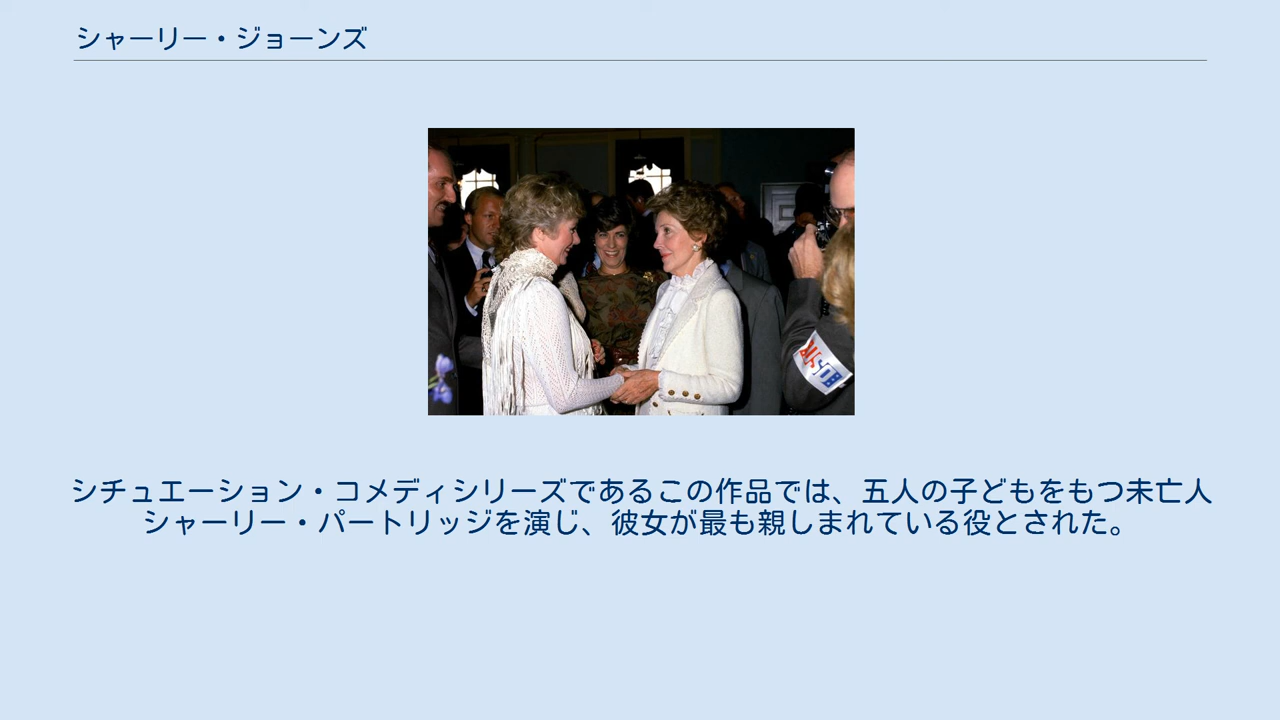 シャーリー・ジョーンズ
シチュエーション・コメディシリーズであるこの作品では、五人の子どもをもつ未亡人
シャーリー・パートリッジを演じ、彼女が最も親しまれている役とされた。